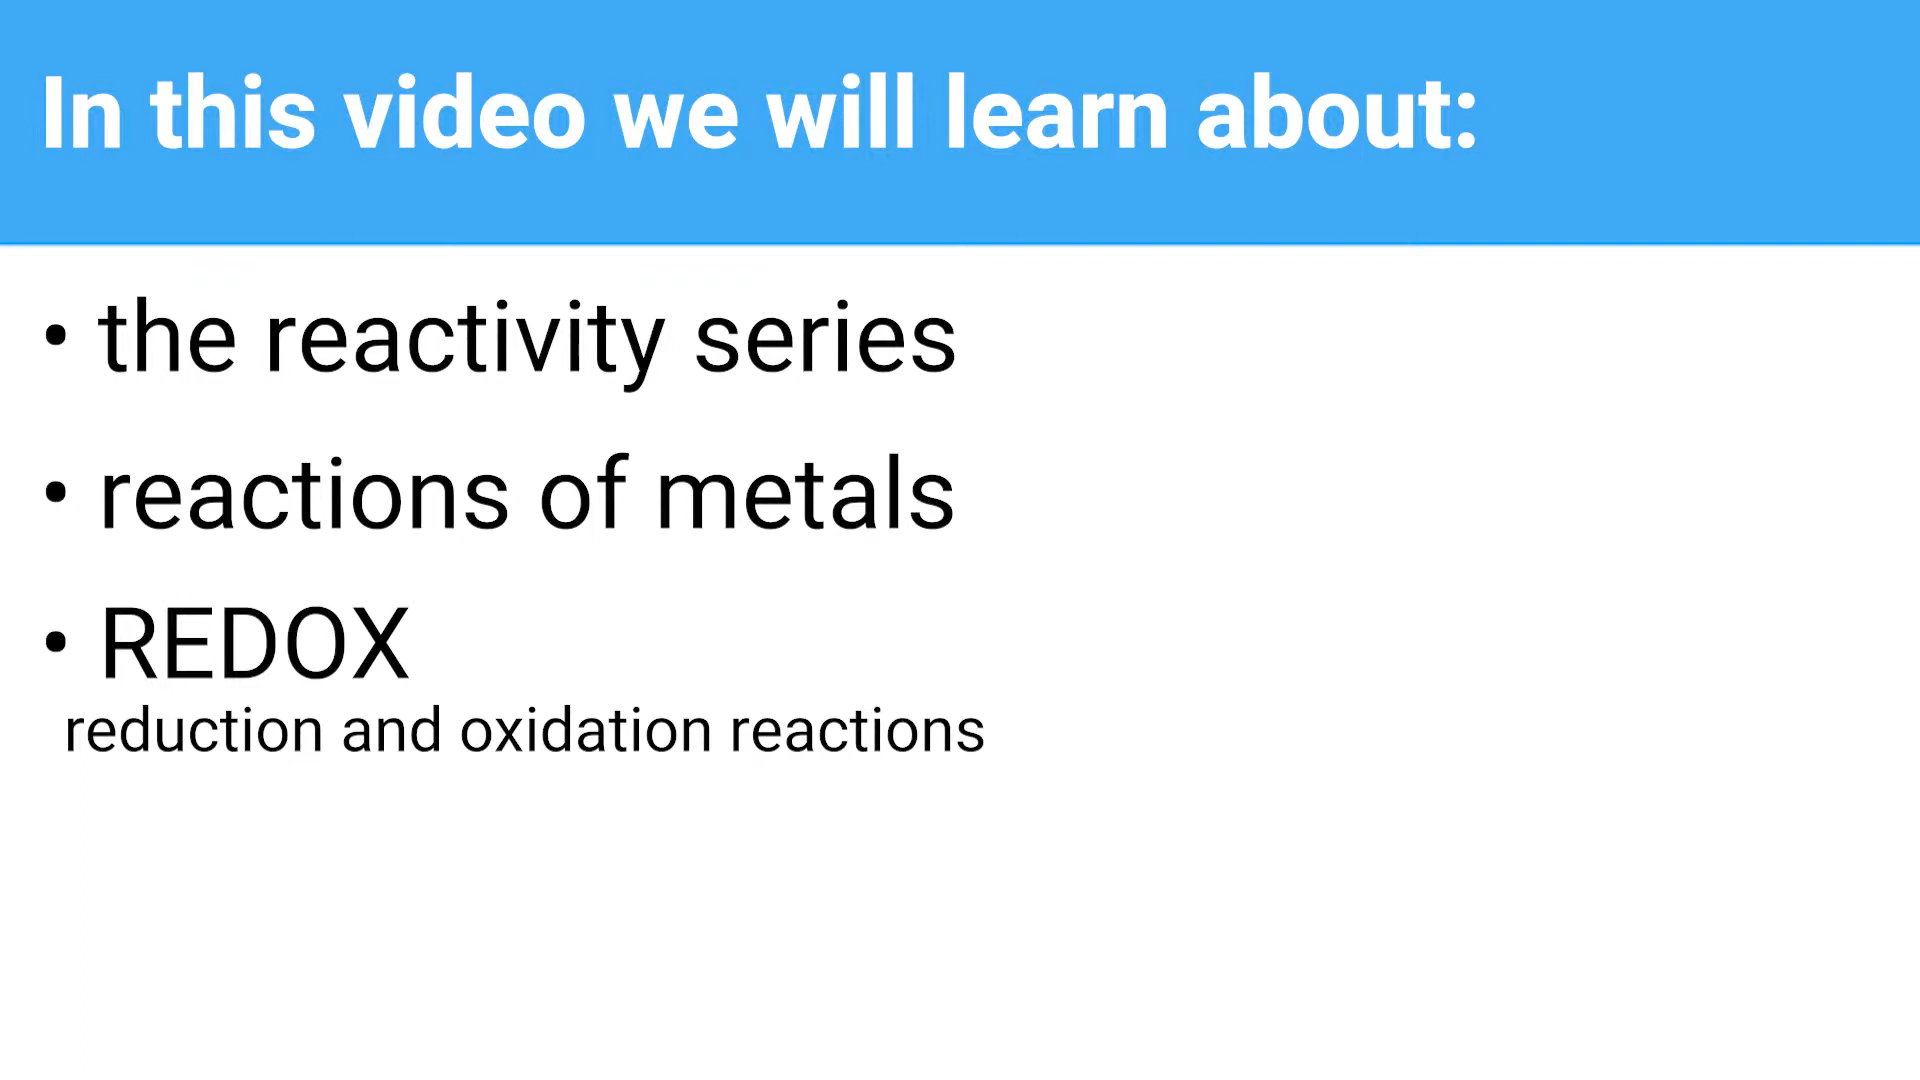 In this video we will learn about:
• the reactivity series
• reactions of metals
• REDOX
reduction and oxidation reactions